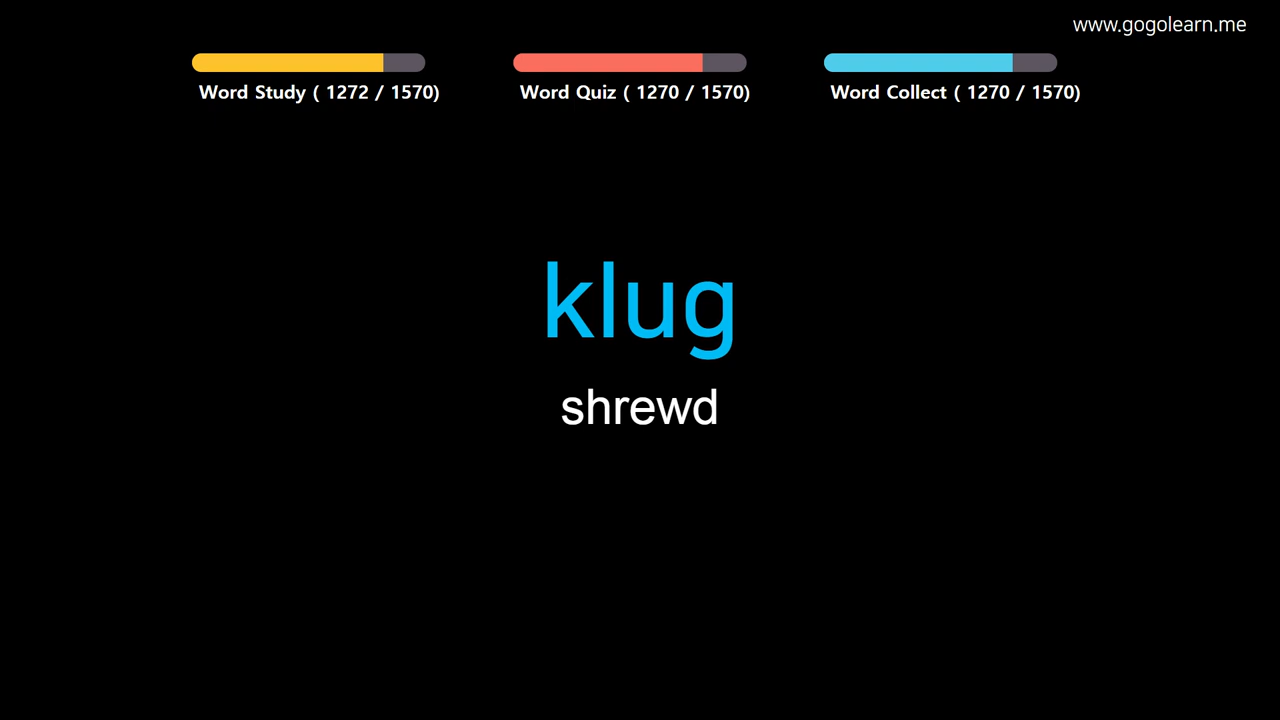 www.gogolearn.me
Word Study ( 1272 / 1570)
Word Quiz ( 1270 / 1570)
Word Collect ( 1270 / 1570)
klug
shrewd